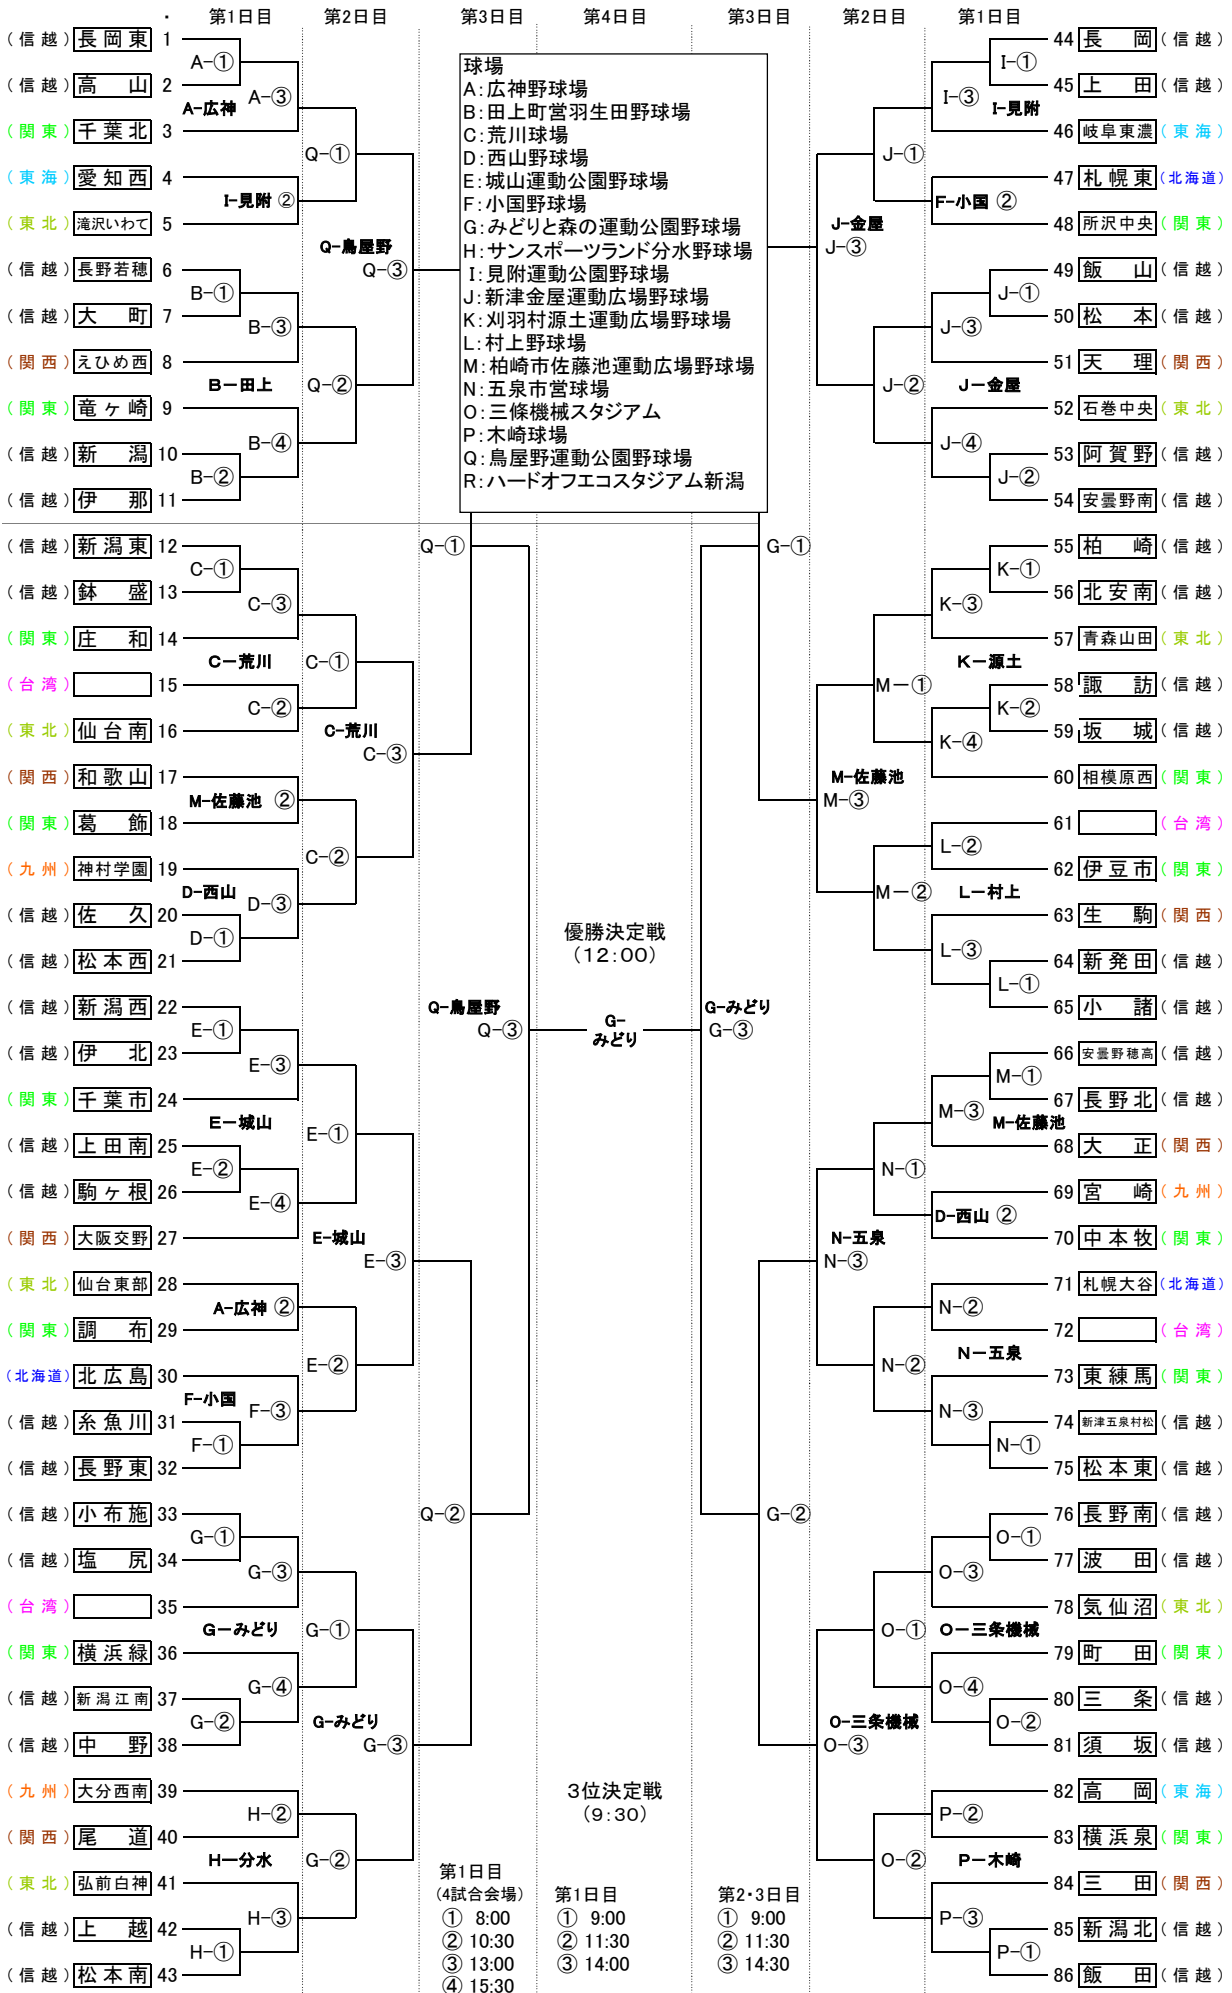 第1日目 第2日目 第3日目 第4日目 第3日目 第2日目 第1日目
(信越) 長岡東 1
A-①
(信越) 高山 2
A-③
A-広神
(関東) 千葉北 3
Q-①
(東海) 愛知西 4
I-見附 ②
(東北) 滝沢いわて 5
Q-鳥屋野
Q-③
(信越) 長野若穂 6
B-①
(信越) 大町 7
B-③
(関西) えひめ西 8
B-田上
Q-②
(関東) 竜ヶ崎 9
B-④
(信越) 新潟 10
B-②
(信越) 伊那 11
(信越) 新潟東 12
Q-①
C-①
(信越) 鉢盛 13
C-③
(関東) 庄和 14
C-荒川
C-①
(台湾) 15
C-②
(東北) 仙台南 16
C-荒川
C-③
(関西) 和歌山 17
M-佐藤池 ②
(関東) 葛飾 18
C-②
(九州) 神村学園 19
D-西山
D-③
(信越) 佐久 20
D-①
(信越) 松本西 21
(信越) 新潟西 22
Q-鳥屋野
Q-③
E-①
(信越) 伊北 23
E-③
(関東) 千葉市 24
E-城山
E-①
(信越) 上田南 25
E-②
(信越) 駒ヶ根 26
E-④
(関西) 大阪交野 27
E-城山
E-③
(東北) 仙台東部 28
A-広神 ②
(関東) 調布 29
E-②
(北海道) 北広島 30
F-小国
F-③
(信越) 糸魚川 31
F-①
(信越) 長野東 32
(信越) 小布施 33
Q-②
G-①
(信越) 塩尻 34
G-③
(台湾) 35
G-みどり
G-①
(関東) 横浜緑 36
G-④
(信越) 新潟江南 37
G-②
G-みどり
(信越) 中野 38
G-③
(九州) 大分西南 39
H-②
(関西) 尾道 40
H-分水
G-②
(東北) 弘前白神 41
H-③
(信越) 上越 42
H-①
(信越) 松本南 43
球場
A:広神野球場
B:田上町営羽生田野球場
C:荒川球場
D:西山野球場
E:城山運動公園野球場
F:小国野球場
G:みどりと森の運動公園野球場
H:サンスポーツランド分水野球場
I:見附運動公園野球場
J:新津金屋運動広場野球場
K:刈羽村源土運動広場野球場
L:村上野球場
M:柏崎市佐藤池運動広場野球場
N:五泉市営球場
O:三條機械スタジアム
P:木崎球場
Q:鳥屋野運動公園野球場
R:ハードオフエコスタジアム新潟
優勝決定戦
(12:00)
G-
みどり
3位決定戦
(9:30)
44 長岡 (信越)
I-①
45 上田 (信越)
I-③
I-見附
46 岐阜東濃 (東海)
J-①
47 札幌東 (北海道)
F-小国 ②
48 所沢中央 (関東)
J-金屋
J-③
49 飯山 (信越)
J-①
50 松本 (信越)
J-③
51 天理 (関西)
J-金屋
J-②
52 石巻中央 (東北)
J-④
53 阿賀野 (信越)
J-②
54 安曇野南 (信越)
G-①
55 柏崎 (信越)
K-①
56 北安南 (信越)
K-③
57 青森山田 (東北)
K-源土
M-①
58 諏訪 (信越)
K-②
59 坂城 (信越)
K-④
M-佐藤池
60 相模原西 (関東)
M-③
61 (台湾)
L-②
62 伊豆市 (関東)
L-村上
M-②
63 生駒 (関西)
L-③
64 新発田 (信越)
L-①
65 小諸 (信越)
G-みどり
G-③
66 安曇野穂高 (信越)
M-①
67 長野北 (信越)
M-③
M-佐藤池
68 大正 (関西)
N-①
69 宮崎 (九州)
D-西山 ②
70 中本牧 (関東)
N-五泉
N-③
71 札幌大谷 (北海道)
N-②
72 (台湾)
N-五泉
N-②
73 東練馬 (関東)
N-③
74 新津五泉村松 (信越)
N-①
75 松本東 (信越)
G-②
76 長野南 (信越)
O-①
77 波田 (信越)
O-③
78 気仙沼 (東北)
O-三条機械
O-①
79 町田 (関東)
O-④
80 三条 (信越)
O-②
O-三条機械
O-③
81 須坂 (信越)
82 高岡 (東海)
P-②
83 横浜泉 (関東)
P-木崎
O-②
84 三田 (関西)
P-③
85 新潟北 (信越)
P-①
86 飯田 (信越)
第1日目
(4試合会場)
① 8:00
② 10:30
③ 13:00
④ 15:30
第1日目
① 9:00
② 11:30
③ 14:00
第2・3日目
① 9:00
② 11:30
③ 14:30